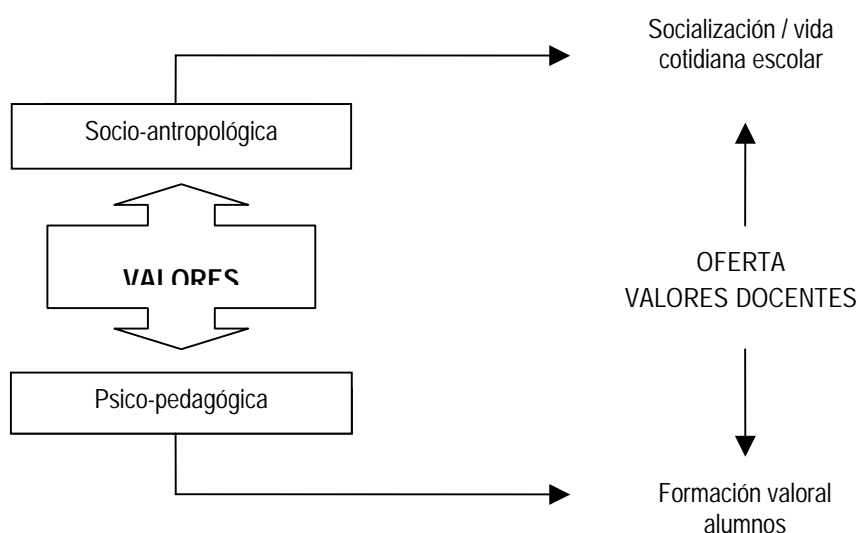 Socialización / vida
cotidiana escolar
Socio-antropológica
VALORES
OFERTA
VALORES DOCENTES
Psico-pedagógica
Formación valoral
alumnos